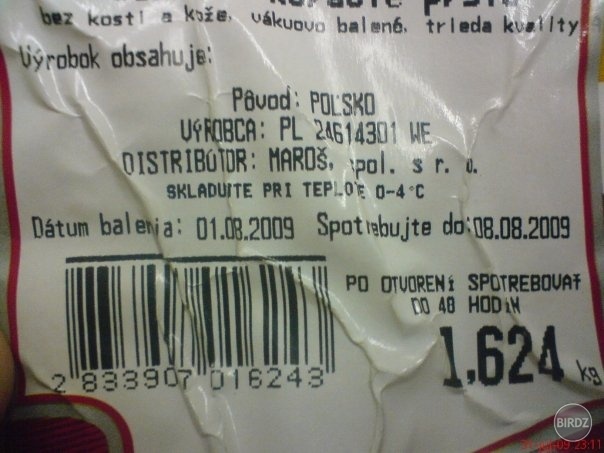 bez kosti a kože, vákuovo balené, trieda kvality
Výrobok obsahuje:
Pôvod: POĽSKO
VÝROBCA: PL 24614301 WE
DISTRIBÚTOR: MAROŠ, spol. s r. o.
SKLADUJTE PRI TEPLOTE 0-4°C
Dátum balenia: 01.08.2009 Spotrebujte do: 08.08.2009
PO OTVORENÍ SPOTREBOVAŤ
DO 48 HODÍN
2 833907 016243
1,624 kg
BIRDZ